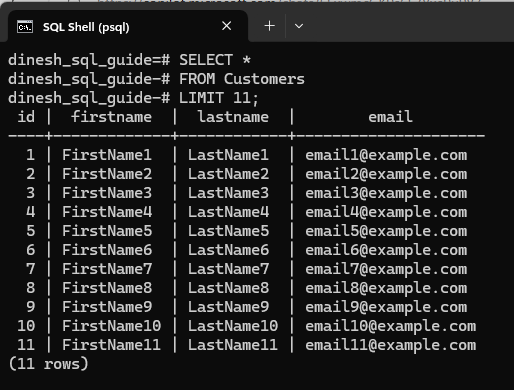 SQL Shell (psql)
dinesh_sql_guide=# SELECT *
dinesh_sql_guide-# FROM Customers
dinesh_sql_guide-# LIMIT 11;
 id |  firstname  |  lastname  |        email
----+-------------+------------+---------------------
  1 | FirstName1  | LastName1  | email1@example.com
  2 | FirstName2  | LastName2  | email2@example.com
  3 | FirstName3  | LastName3  | email3@example.com
  4 | FirstName4  | LastName4  | email4@example.com
  5 | FirstName5  | LastName5  | email5@example.com
  6 | FirstName6  | LastName6  | email6@example.com
  7 | FirstName7  | LastName7  | email7@example.com
  8 | FirstName8  | LastName8  | email8@example.com
  9 | FirstName9  | LastName9  | email9@example.com
 10 | FirstName10 | LastName10 | email10@example.com
 11 | FirstName11 | LastName11 | email11@example.com
(11 rows)